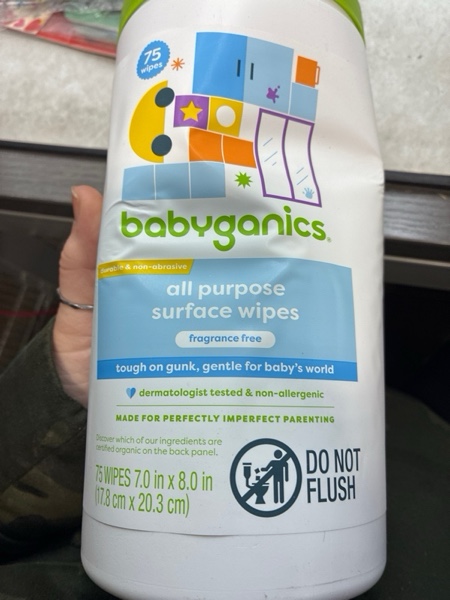 75
wipes
babyganics®
durable & non-abrasive
all purpose
surface wipes
fragrance free
tough on gunk, gentle for baby's world
dermatologist tested & non-allergenic
MADE FOR PERFECTLY IMPERFECT PARENTING
Discover which of our ingredients are
certified organic on the back panel.
75 WIPES 7.0 in x 8.0 in
(17.8 cm x 20.3 cm)
DO NOT
FLUSH